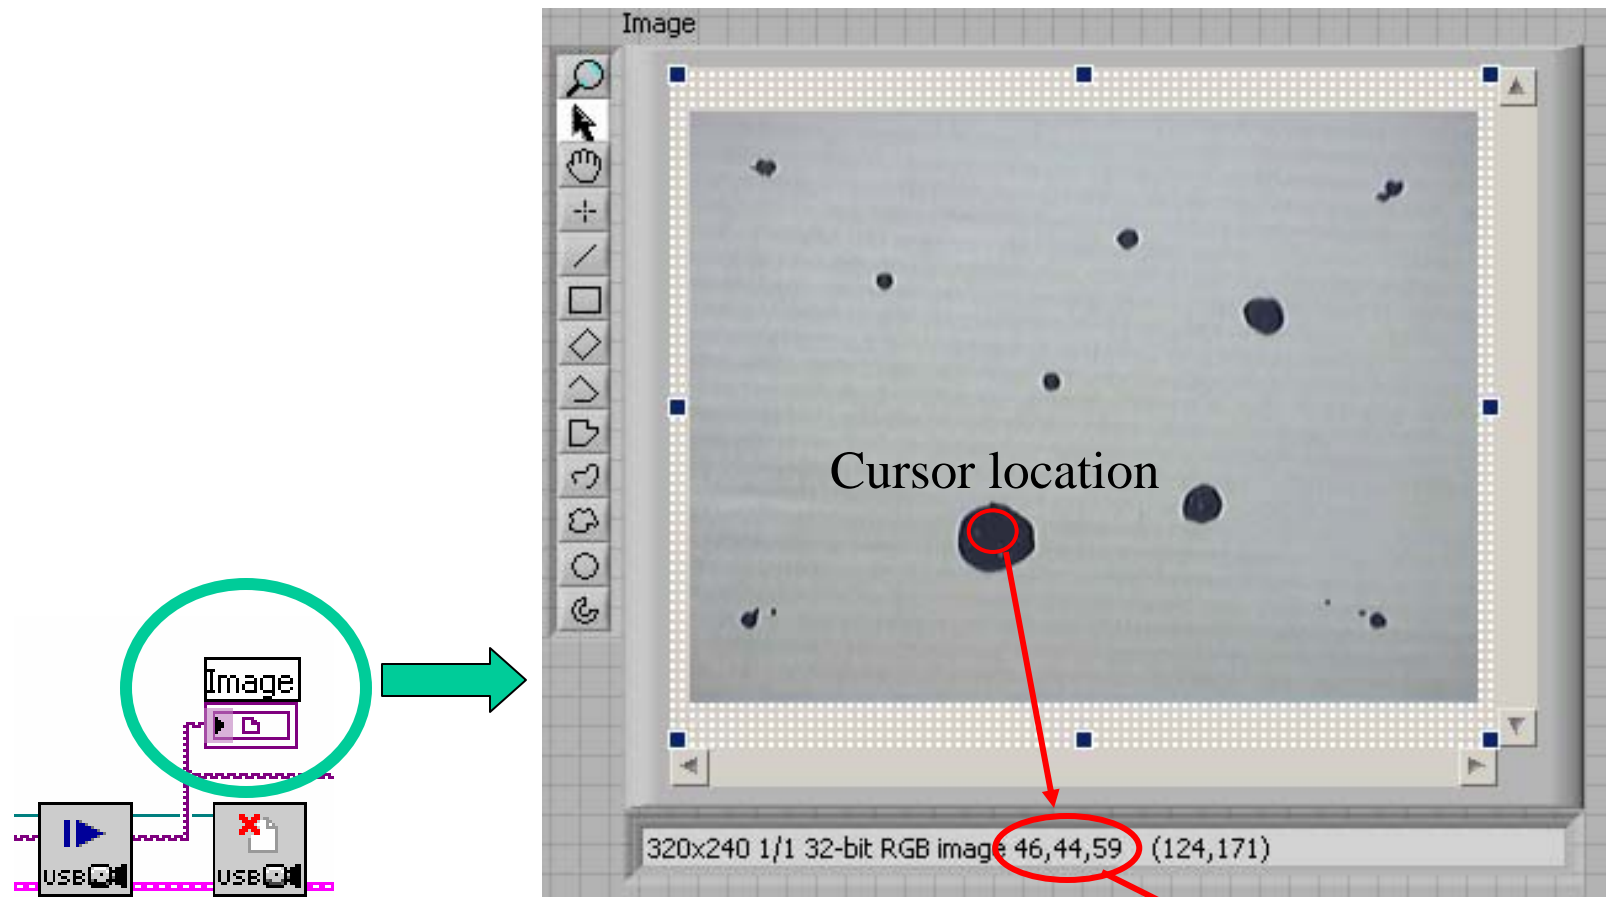 Image
Cursor location
Image
320x240 1/1 32-bit RGB image 46,44,59 (124,171)
USB
USB